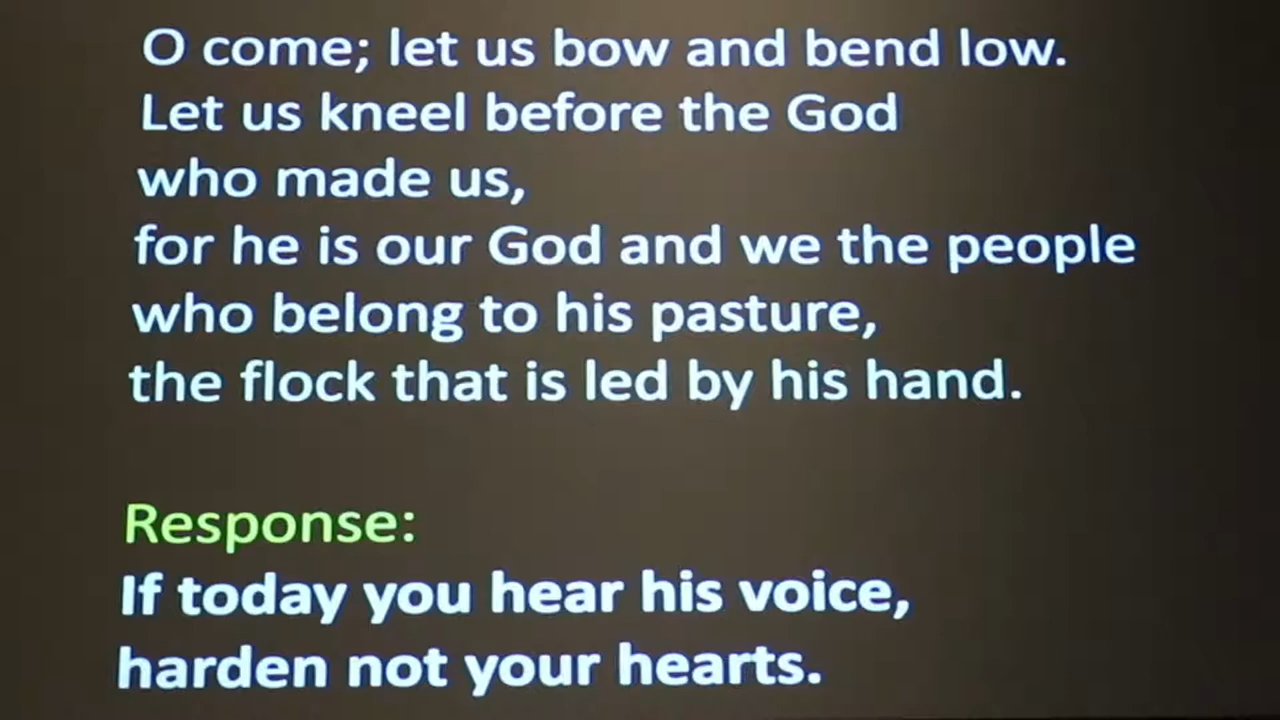 O come; let us bow and bend low.
Let us kneel before the God
who made us,
for he is our God and we the people
who belong to his pasture,
the flock that is led by his hand.
Response:
If today you hear his voice,
harden not your hearts.